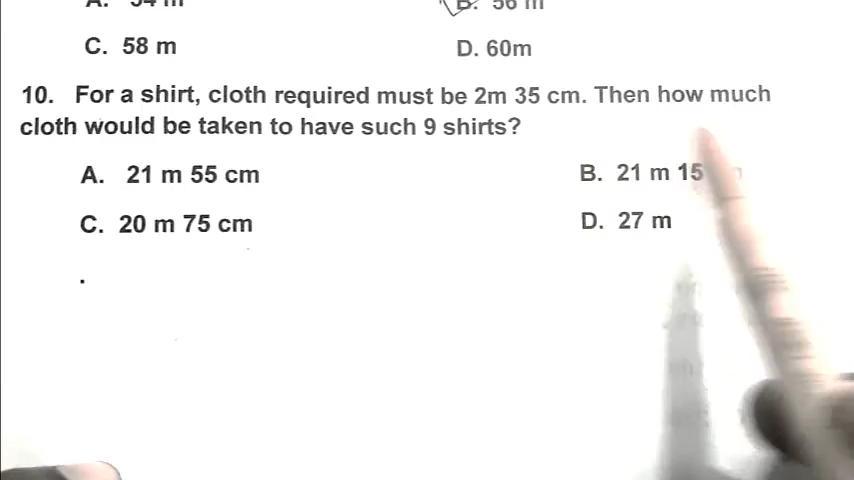 C. 58 m
D. 60m
10. For a shirt, cloth required must be 2m 35 cm. Then how much
cloth would be taken to have such 9 shirts?
A. 21 m 55 cm
B. 21 m 15
C. 20 m 75 cm
D. 27 m